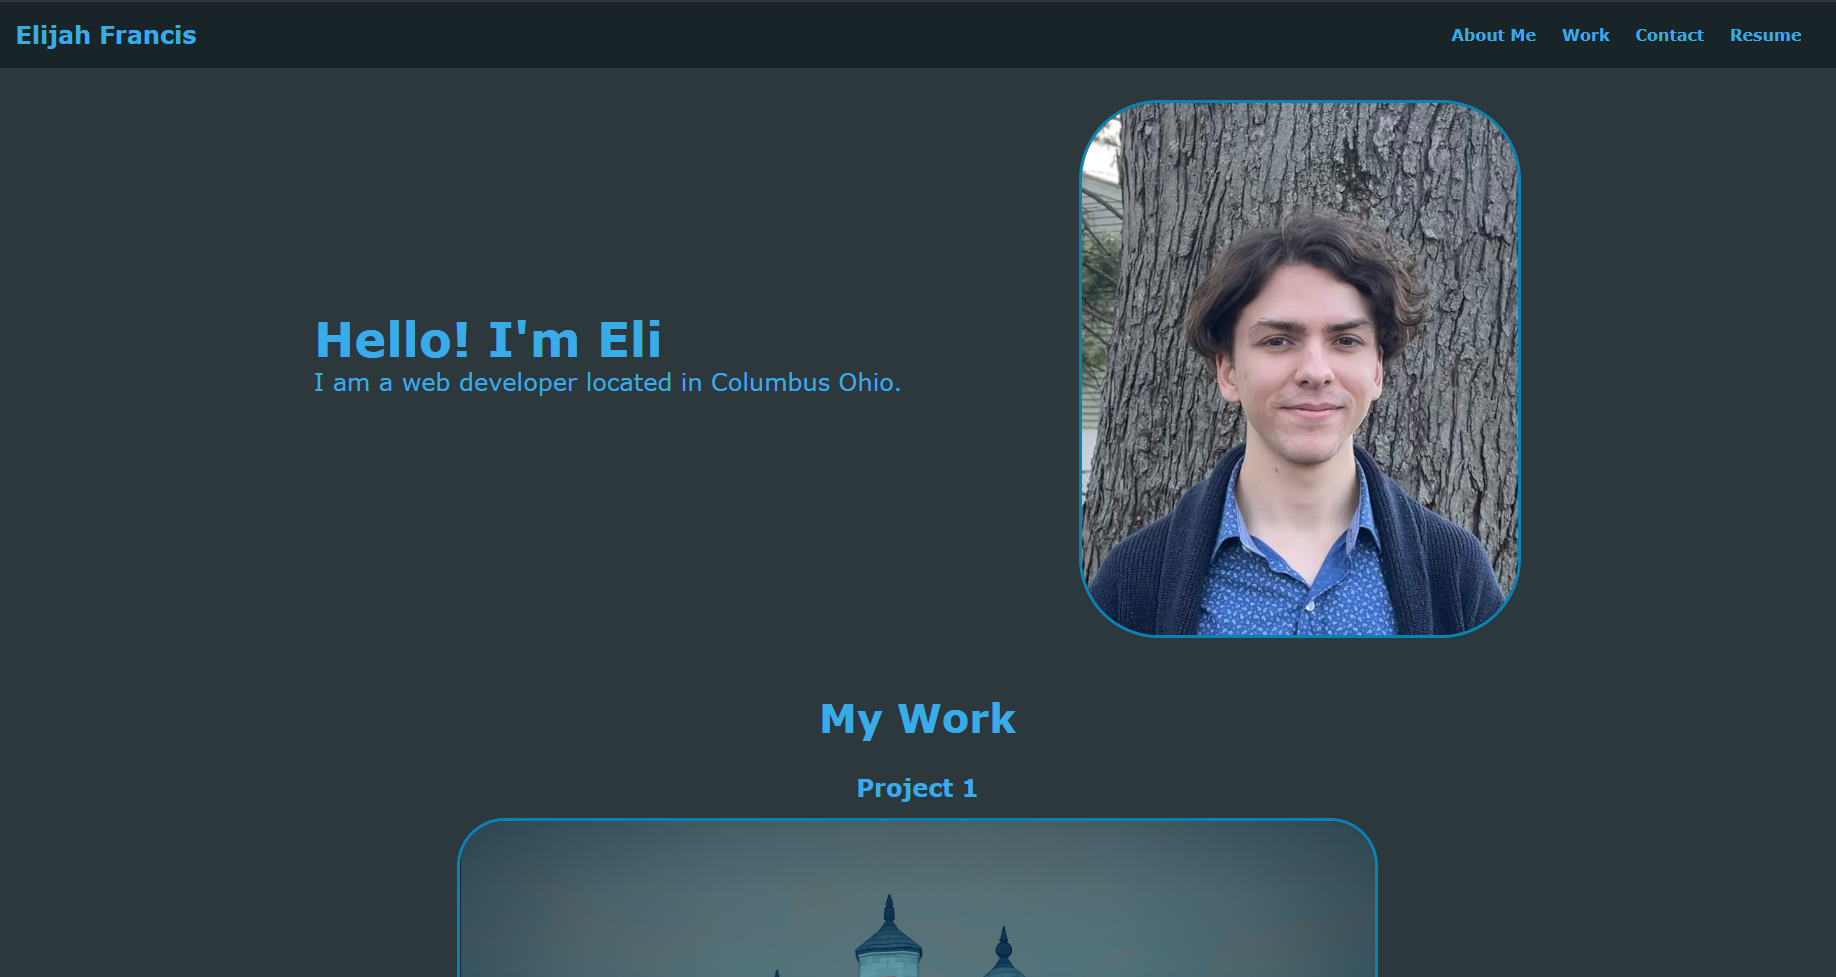 Elijah Francis
About Me Work Contact Resume
Hello! I'm Eli
I am a web developer located in Columbus Ohio.
My Work
Project 1